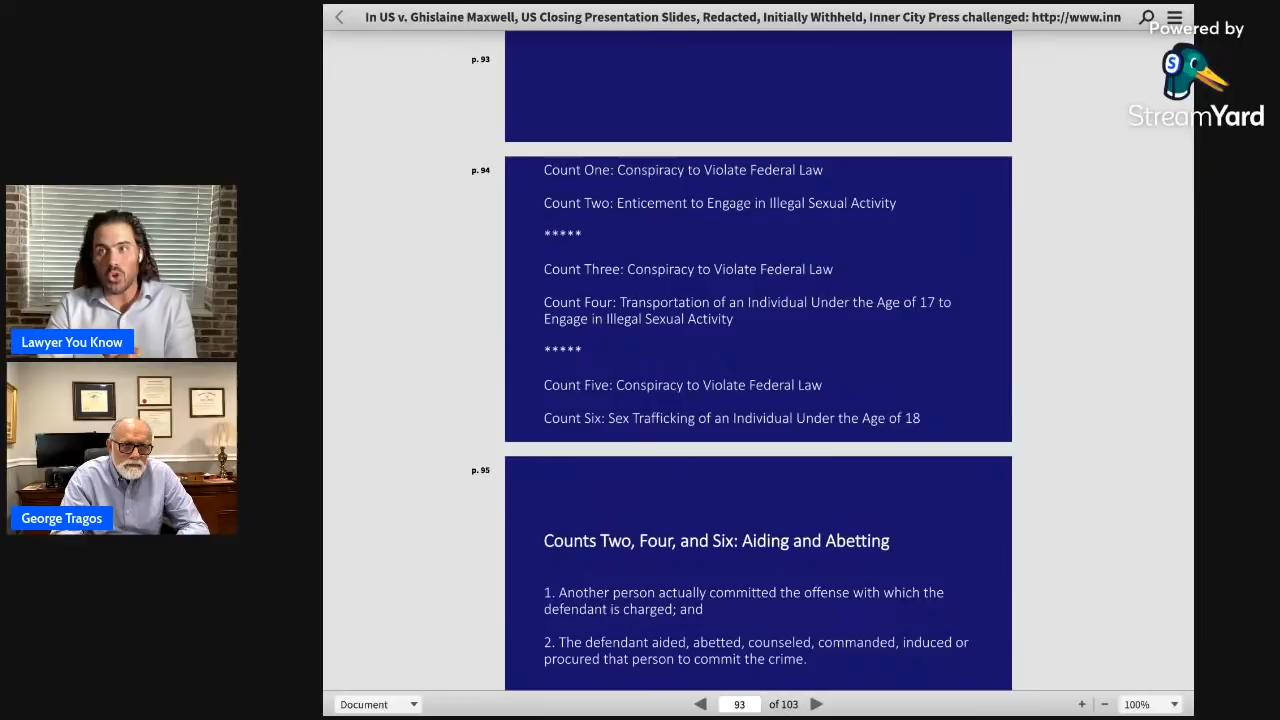 In US v. Ghislaine Maxwell, US Closing Presentation Slides, Redacted, Initially Withheld, Inner City Press challenged: http://www.inn
Powered by
S
StreamYard
p. 93
p. 94
Count One: Conspiracy to Violate Federal Law
Count Two: Enticement to Engage in Illegal Sexual Activity
*****
Count Three: Conspiracy to Violate Federal Law
Count Four: Transportation of an Individual Under the Age of 17 to
Engage in Illegal Sexual Activity
*****
Count Five: Conspiracy to Violate Federal Law
Count Six: Sex Trafficking of an Individual Under the Age of 18
Lawyer You Know
George Tragos
p. 95
Counts Two, Four, and Six: Aiding and Abetting
1. Another person actually committed the offense with which the
defendant is charged; and
2. The defendant aided, abetted, counseled, commanded, induced or
procured that person to commit the crime.
Document
93 of 103
+ − 100%